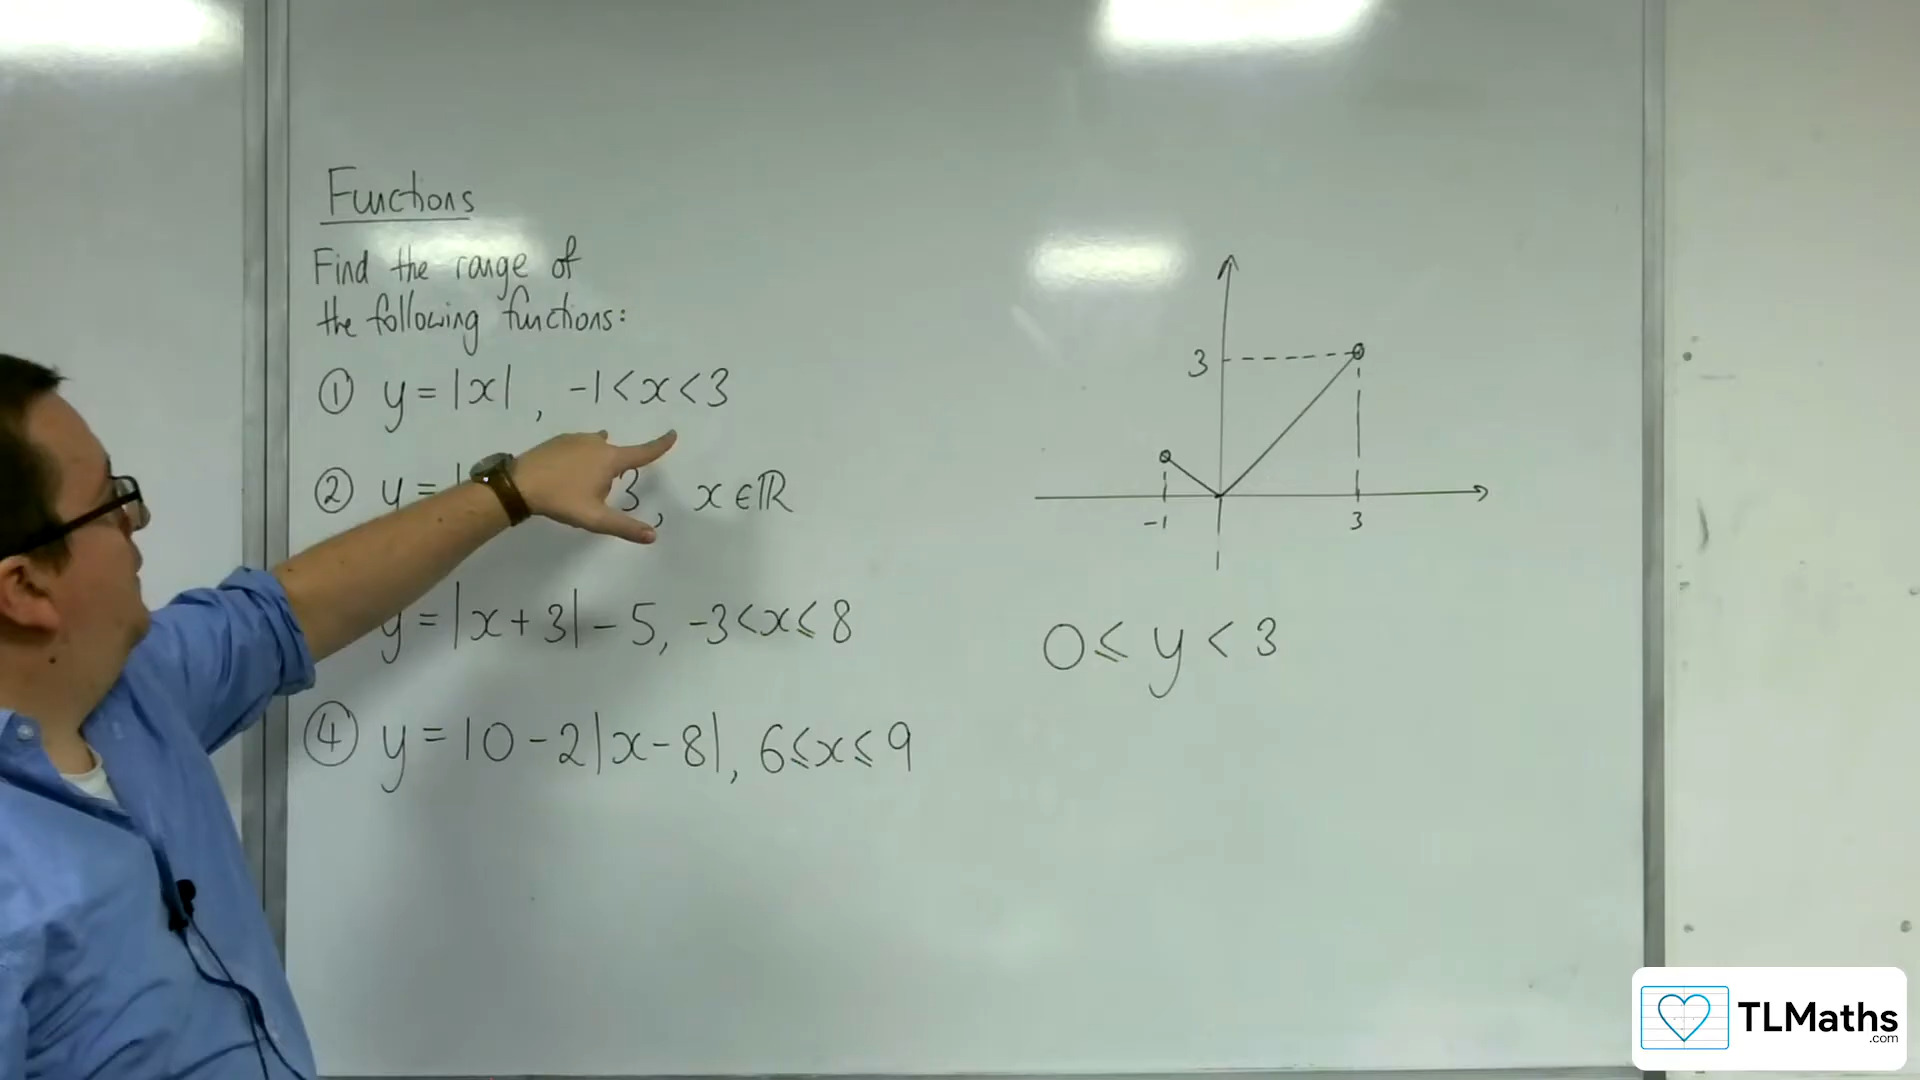 Functions
Find the range of
the following functions:
① y = |x| , -1 < x < 3
② y = | 3, x ∈ ℝ
y = |x + 3| - 5, -3 < x ⩽ 8
④ y = 10 - 2|x - 8|, 6 ⩽ x ⩽ 9
3
-1 3
0 ⩽ y < 3
TLMaths
.com